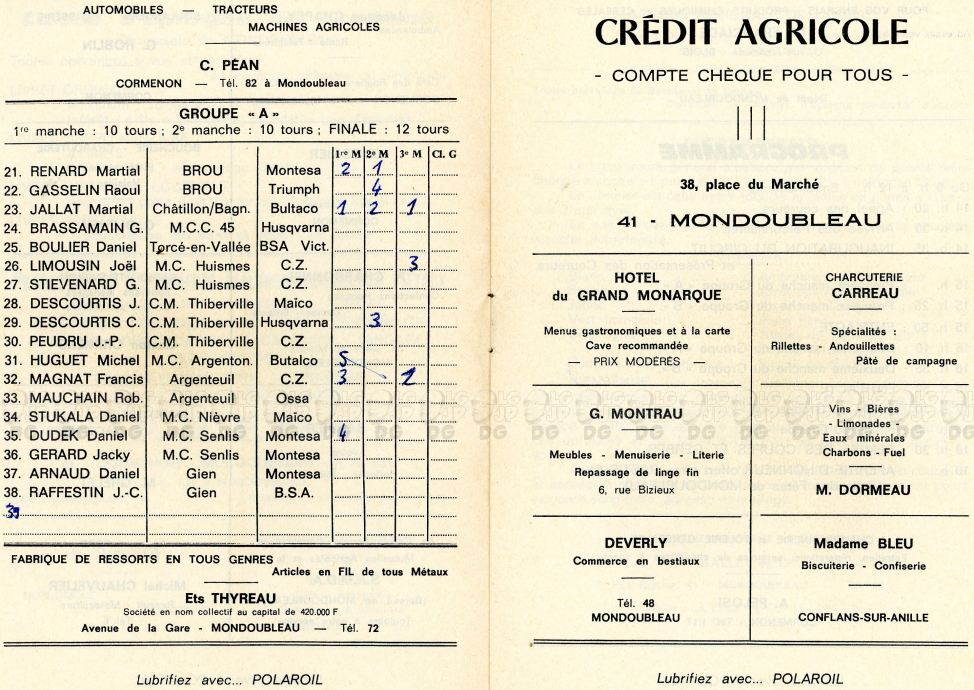 AUTOMOBILES — TRACTEURS
MACHINES AGRICOLES
C. PÉAN
CORMENON — Tél. 82 à Mondoubleau
GROUPE « A »
1re manche : 10 tours ; 2e manche : 10 tours ; FINALE : 12 tours
1re M 2e M 3e M Cl. G
21. RENARD Martial BROU Montesa 2 1
22. GASSELIN Raoul BROU Triumph 4
23. JALLAT Martial Châtillon/Bagn. Bultaco 1 2 1
24. BRASSAMAIN G. M.C.C. 45 Husqvarna
25. BOULIER Daniel Torcé-en-Vallée BSA Vict.
26. LIMOUSIN Joël M.C. Huismes C.Z. 3
27. STIEVENARD G. M.C. Huismes C.Z.
28. DESCOURTIS J. C.M. Thiberville Maïco
29. DESCOURTIS C. C.M. Thiberville Husqvarna 3
30. PEUDRU J.-P. C.M. Thiberville C.Z.
31. HUGUET Michel M.C. Argenton. Butalco 5
32. MAGNAT Francis Argenteuil C.Z. 3 2
33. MAUCHAIN Rob. Argenteuil Ossa
34. STUKALA Daniel M.C. Nièvre Maïco
35. DUDEK Daniel M.C. Senlis Montesa 4
36. GERARD Jacky M.C. Senlis Montesa
37. ARNAUD Daniel Gien Montesa
38. RAFFESTIN J.-C. Gien B.S.A.
39
FABRIQUE DE RESSORTS EN TOUS GENRES
Articles en FIL de tous Métaux
Ets THYREAU
Société en nom collectif au capital de 420.000 F
Avenue de la Gare - MONDOUBLEAU — Tél. 72
Lubrifiez avec... POLAROIL
CRÉDIT AGRICOLE
- COMPTE CHÈQUE POUR TOUS -
38, place du Marché
41 - MONDOUBLEAU
HOTEL
du GRAND MONARQUE
Menus gastronomiques et à la carte
Cave recommandée
— PRIX MODÉRÉS —
CHARCUTERIE
CARREAU
Spécialités :
Rillettes - Andouillettes
Pâté de campagne
G. MONTRAU
Meubles - Menuiserie - Literie
Repassage de linge fin
6, rue Bizieux
Vins - Bières
- Limonades -
Eaux minérales
Charbons - Fuel
M. DORMEAU
DEVERLY
Commerce en bestiaux
Tél. 48
MONDOUBLEAU
Madame BLEU
Biscuiterie - Confiserie
CONFLANS-SUR-ANILLE
Lubrifiez avec... POLAROIL